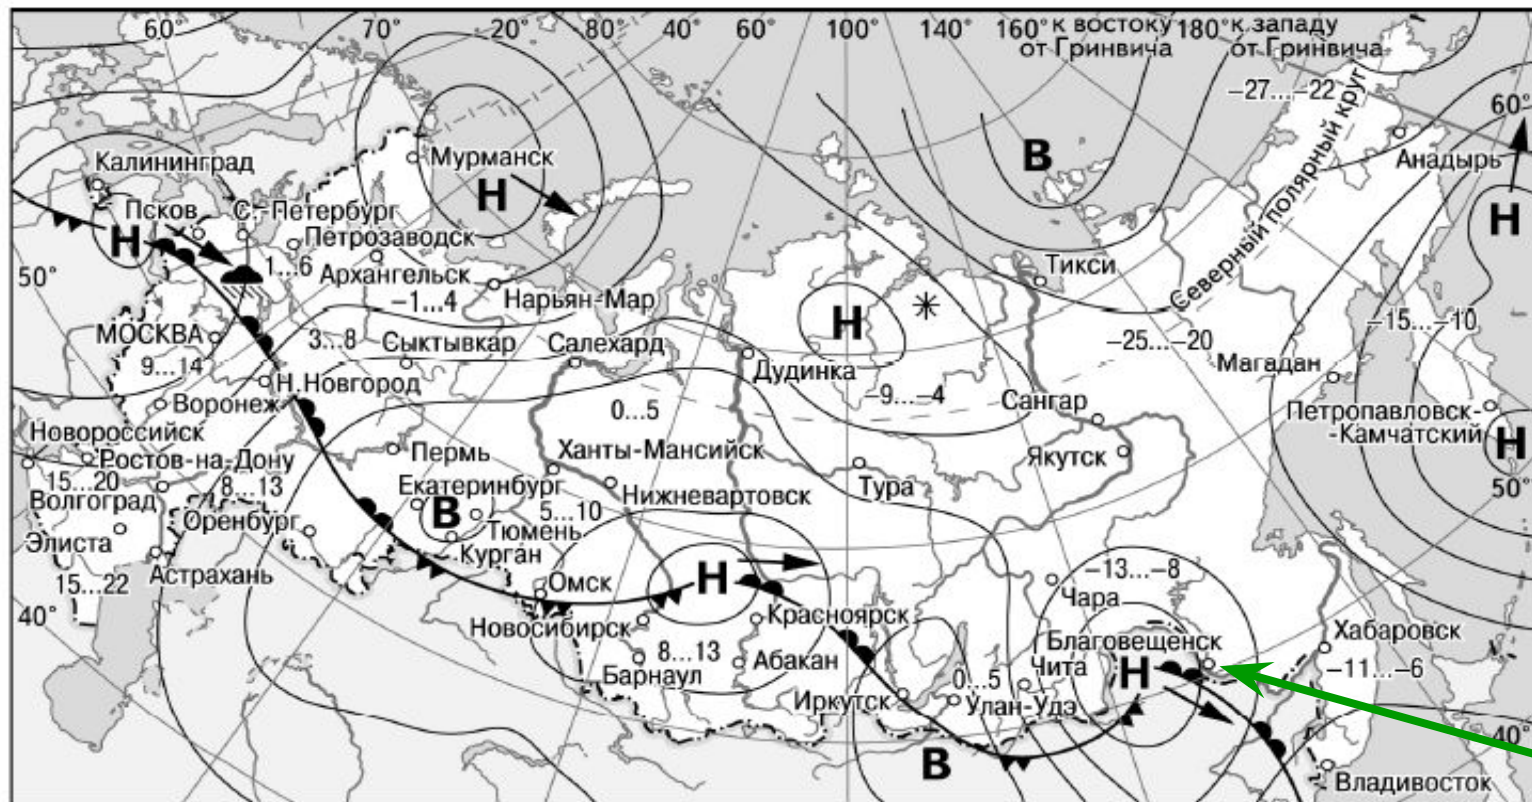 60° 70° 20° 80° 40° 60° 100° 140° 160° к востоку 180° к западу
от Гринвича от Гринвича
–27...–22
60°
Северный полярный круг
В
Анадырь
Калининград
Мурманск
Н
Н
Псков С.-Петербург
Н
Петрозаводск
1...6
Архангельск
50°
–1...4
Нарьян-Мар
Тикси
Н
–15...–10
МОСКВА
3...8
Сыктывкар
Салехард
–25...–20
9...14
Дудинка
Магадан
Н.Новгород
–9...–4
Воронеж
0...5
Сангар
Петропавловск-
-Камчатский
Н
Новороссийск
Ростов-на-Дону
Пермь
Ханты-Мансийск
Якутск
15...20
8...13
Екатеринбург
Нижневартовск
Тура
50°
Волгоград
В
5...10
Оренбург
Тюмень
Элиста
Курган
Астрахань
15...22
Омск
Н
–13...–8
Чара
40°
Новосибирск
Красноярск
Благовещенск
Хабаровск
8...13
Абакан
Барнаул
Чита
Н
–11...–6
0...5
Иркутск
Улан-Удэ
40°
В
Владивосток